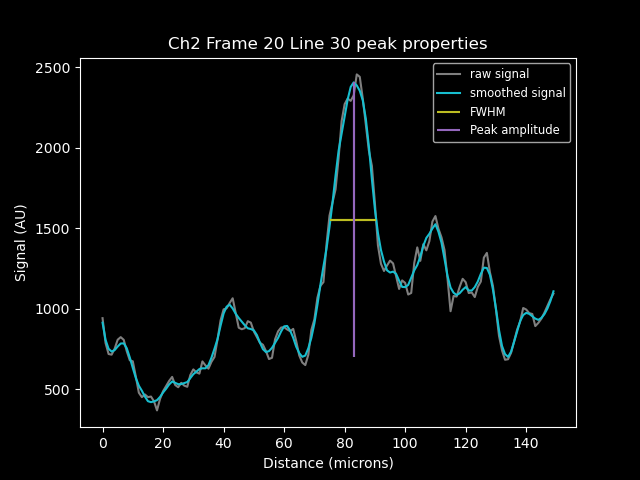 Ch2 Frame 20 Line 30 peak properties
raw signal
smoothed signal
FWHM
Peak amplitude
Signal (AU)
2500
2000
1500
1000
500
0 20 40 60 80 100 120 140
Distance (microns)